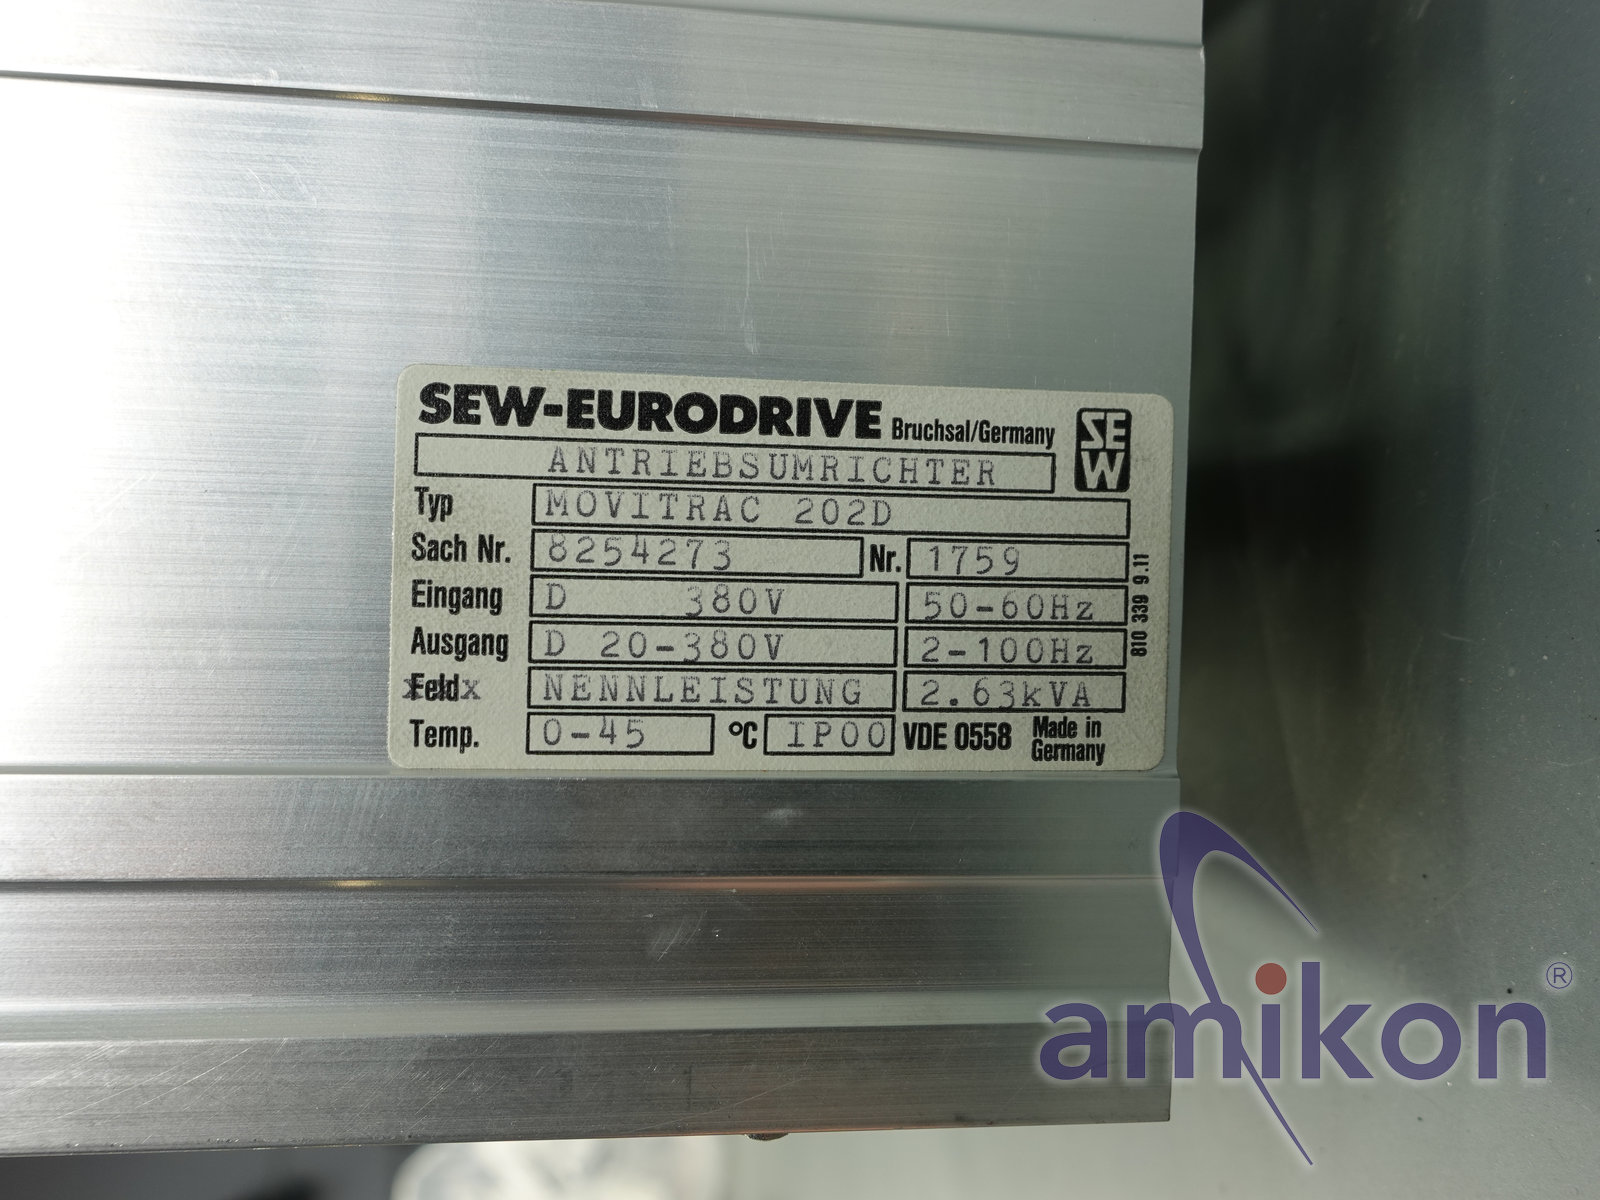 SEW-EURODRIVE Bruchsal/Germany SEW
ANTRIEBSUMRICHTER
Typ MOVITRAC 202D
Sach Nr. 8254273 Nr. 1759
Eingang D 380V 50-60Hz
Ausgang D 20-380V 2-100Hz
Feld NENNLEISTUNG 2.63kVA
Temp. 0-45 °C IP00 VDE 0558 Made in Germany
810 339 9.11
amikon®